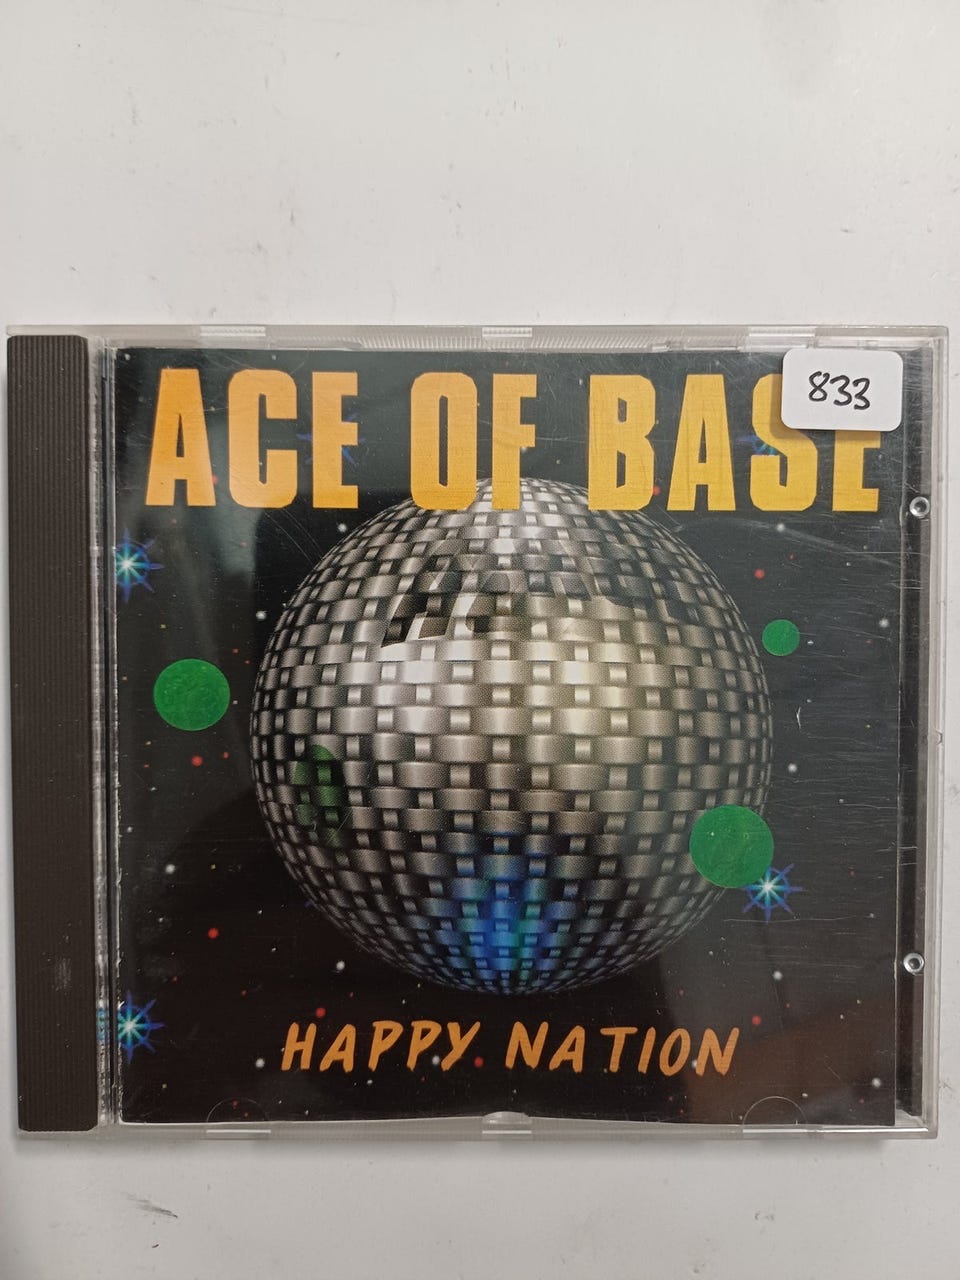 ACE OF BASE
833
HAPPY NATION